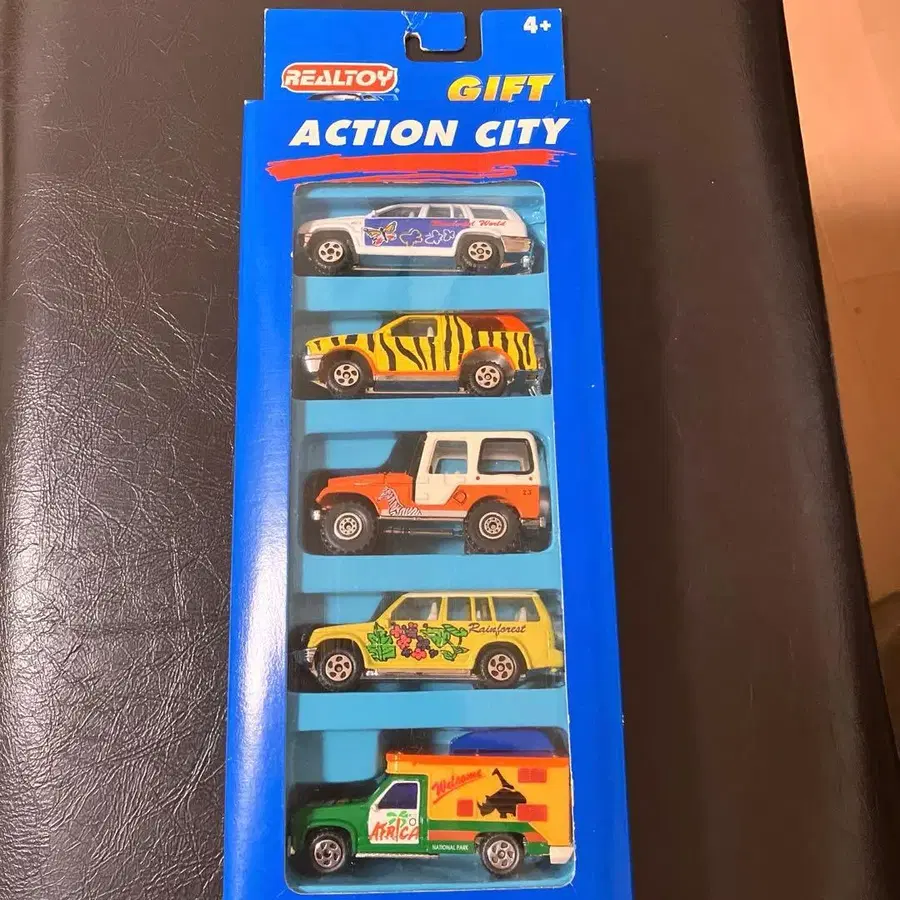 4+
REALTOY
GIFT
ACTION CITY
World
Rainforest
Welcome
AFRICA
NATIONAL PARK